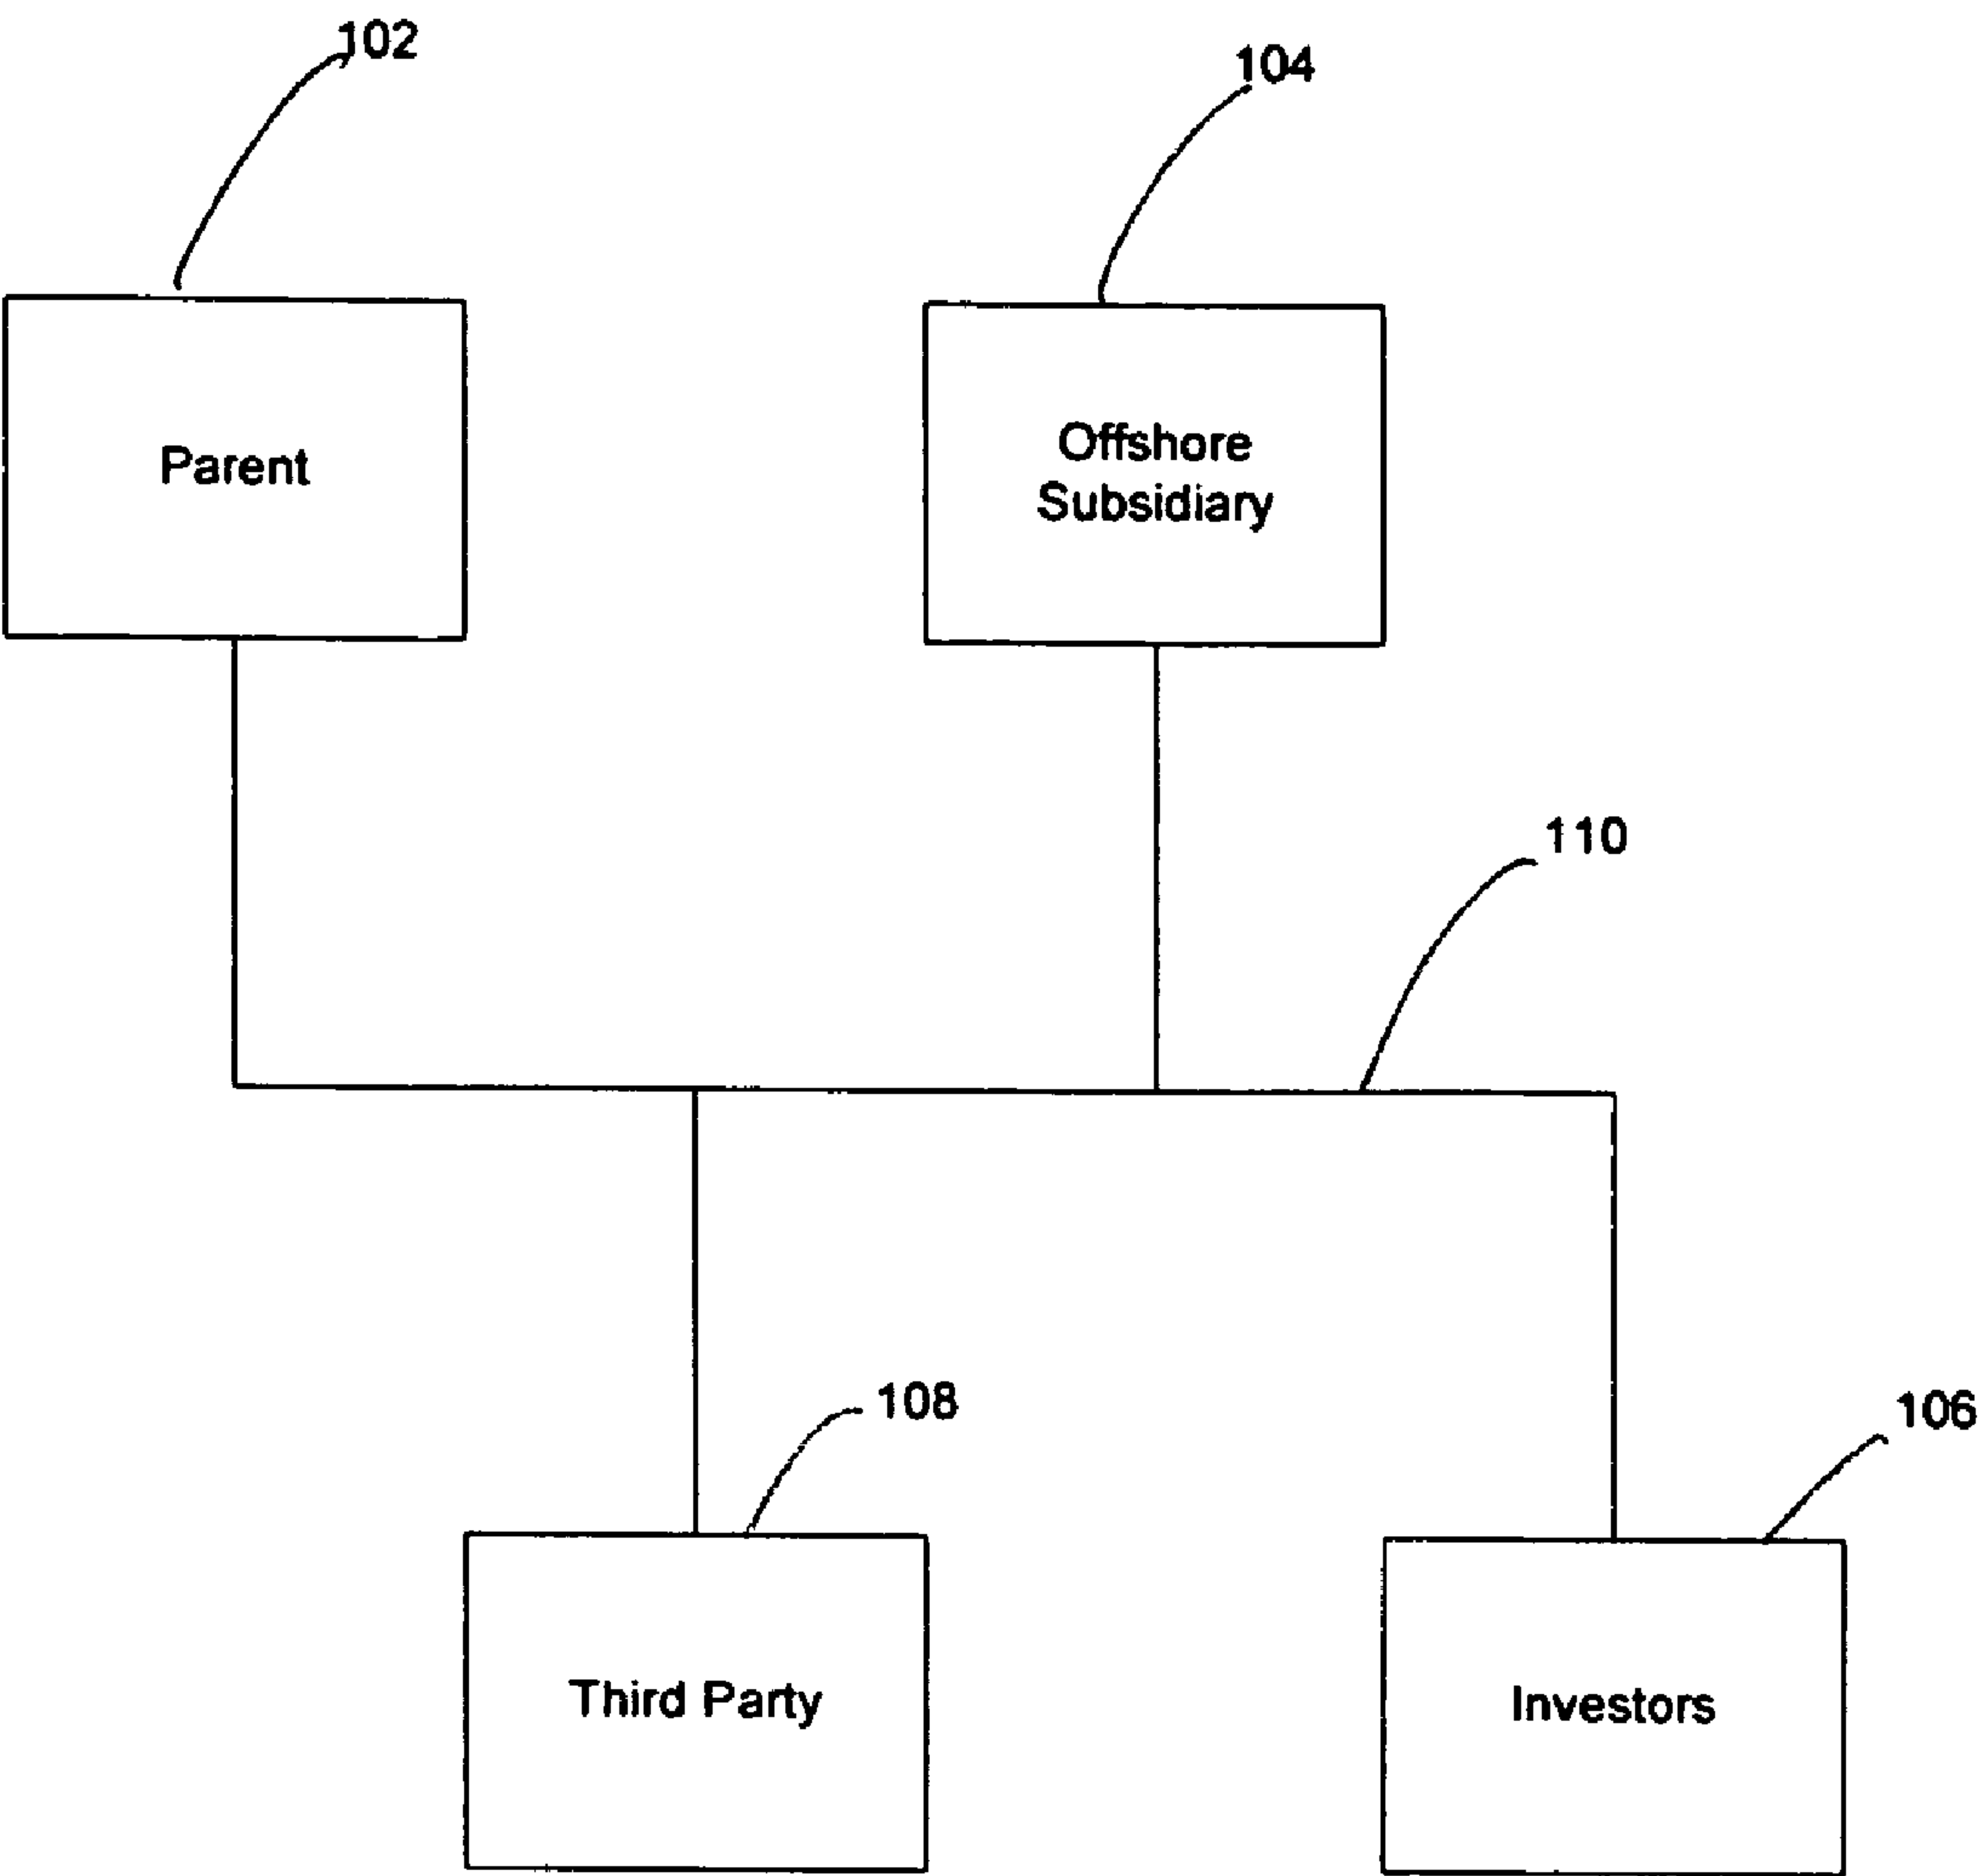 102
104
Parent
Offshore
Subsidiary
110
108
106
Third Party
Investors